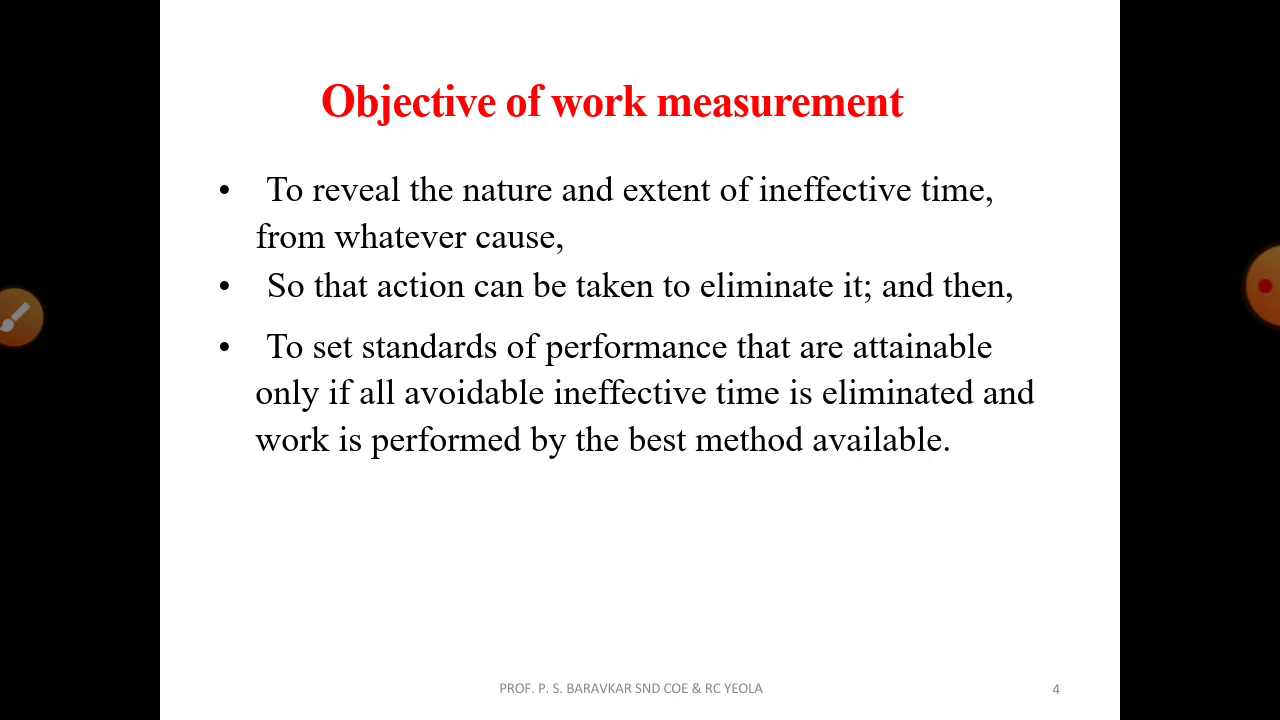 Objective of work measurement
• To reveal the nature and extent of ineffective time,
from whatever cause,
• So that action can be taken to eliminate it; and then,
• To set standards of performance that are attainable
only if all avoidable ineffective time is eliminated and
work is performed by the best method available.
PROF. P. S. BARAVKAR SND COE & RC YEOLA
4